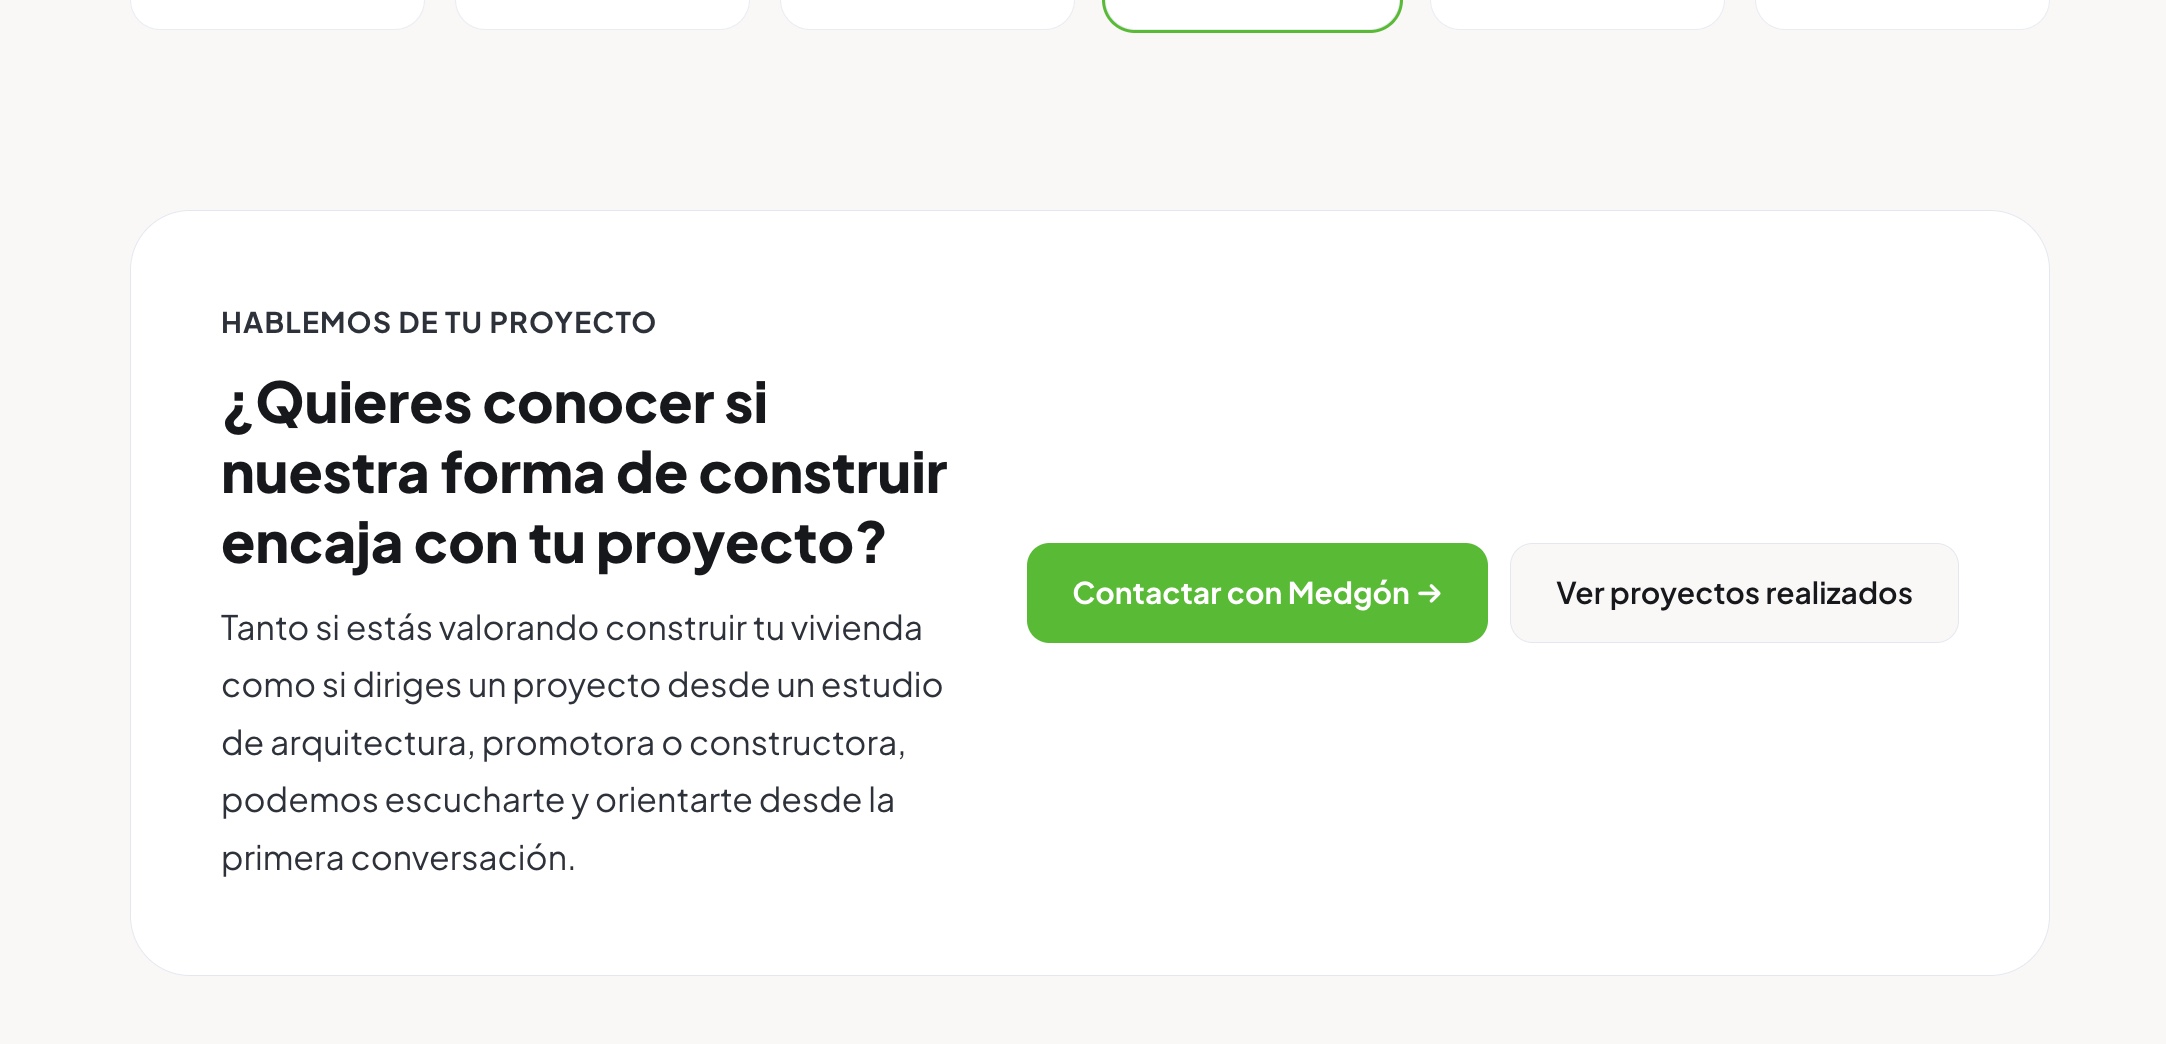 HABLEMOS DE TU PROYECTO
¿Quieres conocer si
nuestra forma de construir
encaja con tu proyecto?
Tanto si estás valorando construir tu vivienda
como si diriges un proyecto desde un estudio
de arquitectura, promotora o constructora,
podemos escucharte y orientarte desde la
primera conversación.
Contactar con Medgón →
Ver proyectos realizados